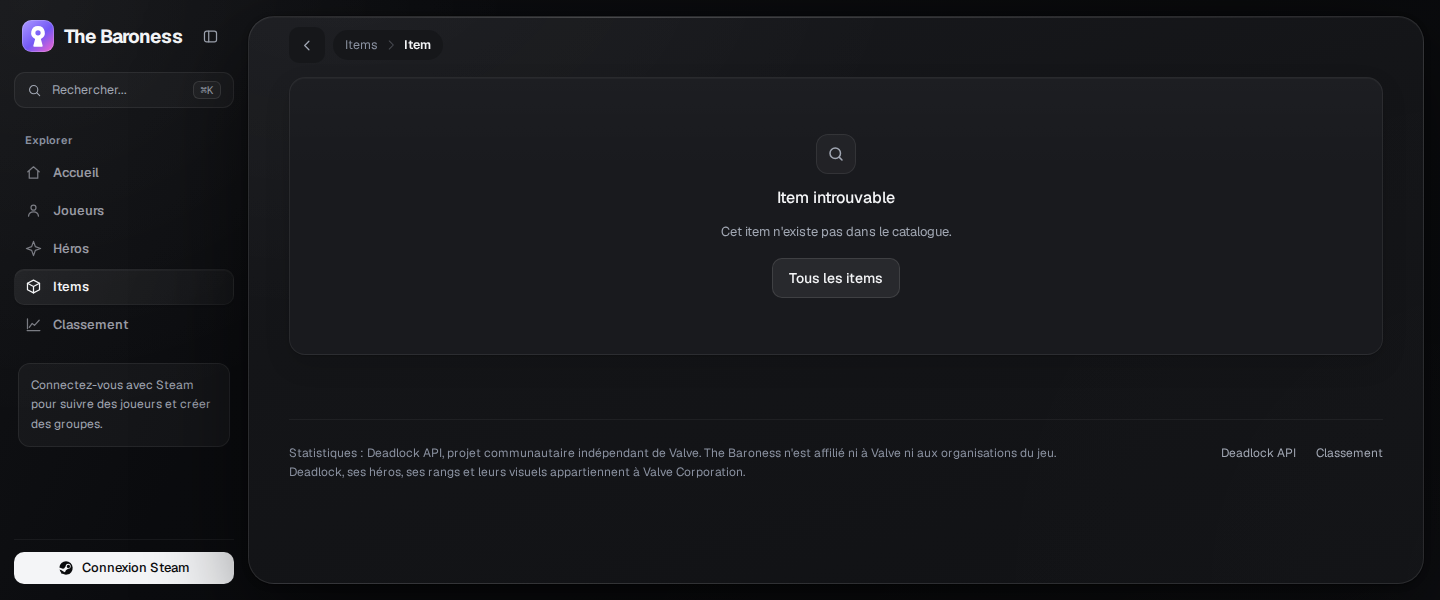 The Baroness
Rechercher...
⌘K
Explorer
Accueil
Joueurs
Héros
Items
Classement
Connectez-vous avec Steam
pour suivre des joueurs et créer
des groupes.
Connexion Steam
Items
Item
Item introuvable
Cet item n'existe pas dans le catalogue.
Tous les items
Statistiques : Deadlock API, projet communautaire indépendant de Valve. The Baroness n'est affilié ni à Valve ni aux organisations du jeu.
Deadlock, ses héros, ses rangs et leurs visuels appartiennent à Valve Corporation.
Deadlock API
Classement